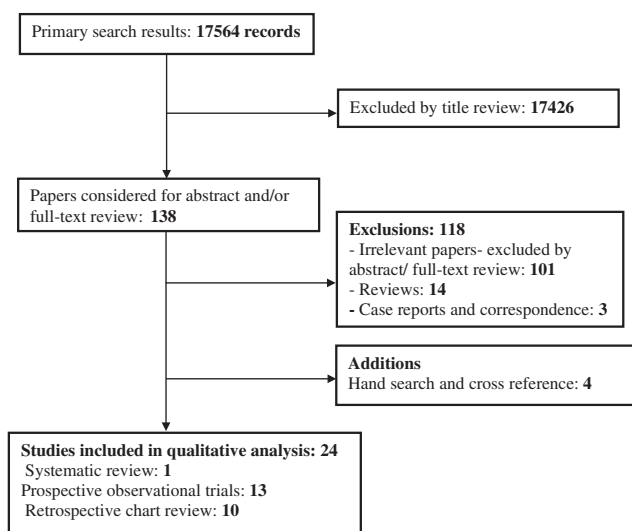 Primary search results: 17564 records
Excluded by title review: 17426
Papers considered for abstract and/or
full-text review: 138
Exclusions: 118
- Irrelevant papers- excluded by
abstract/ full-text review: 101
- Reviews: 14
- Case reports and correspondence: 3
Additions
Hand search and cross reference: 4
Studies included in qualitative analysis: 24
Systematic review: 1
Prospective observational trials: 13
Retrospective chart review: 10